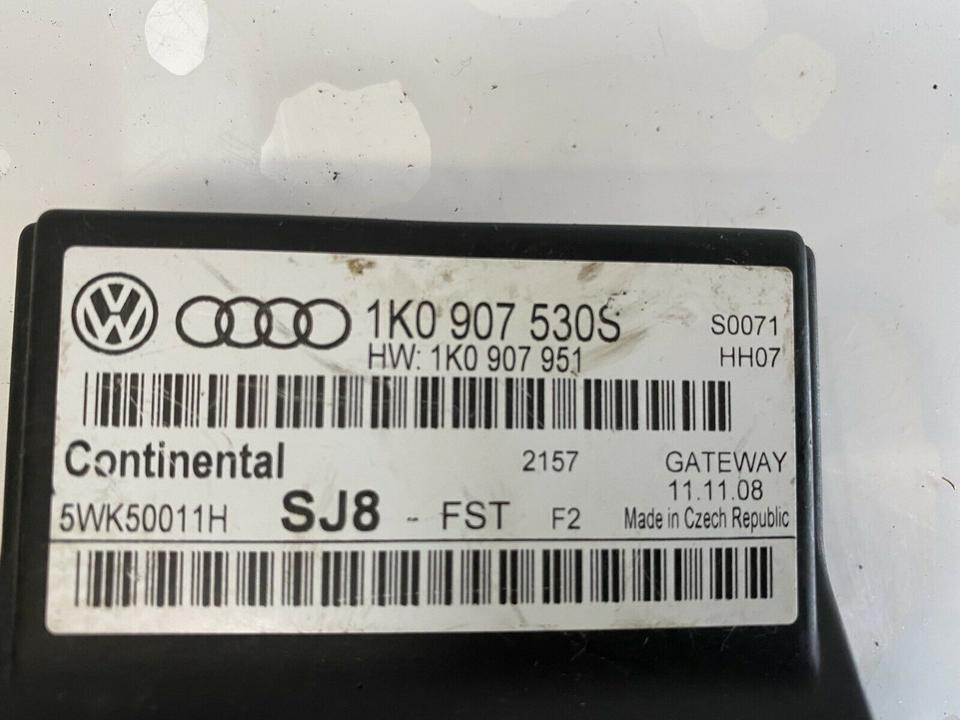 1K0 907 530S S0071
HW: 1K0 907 951 HH07
Continental 2157 GATEWAY
11.11.08
5WK50011H SJ8 - FST F2 Made in Czech Republic